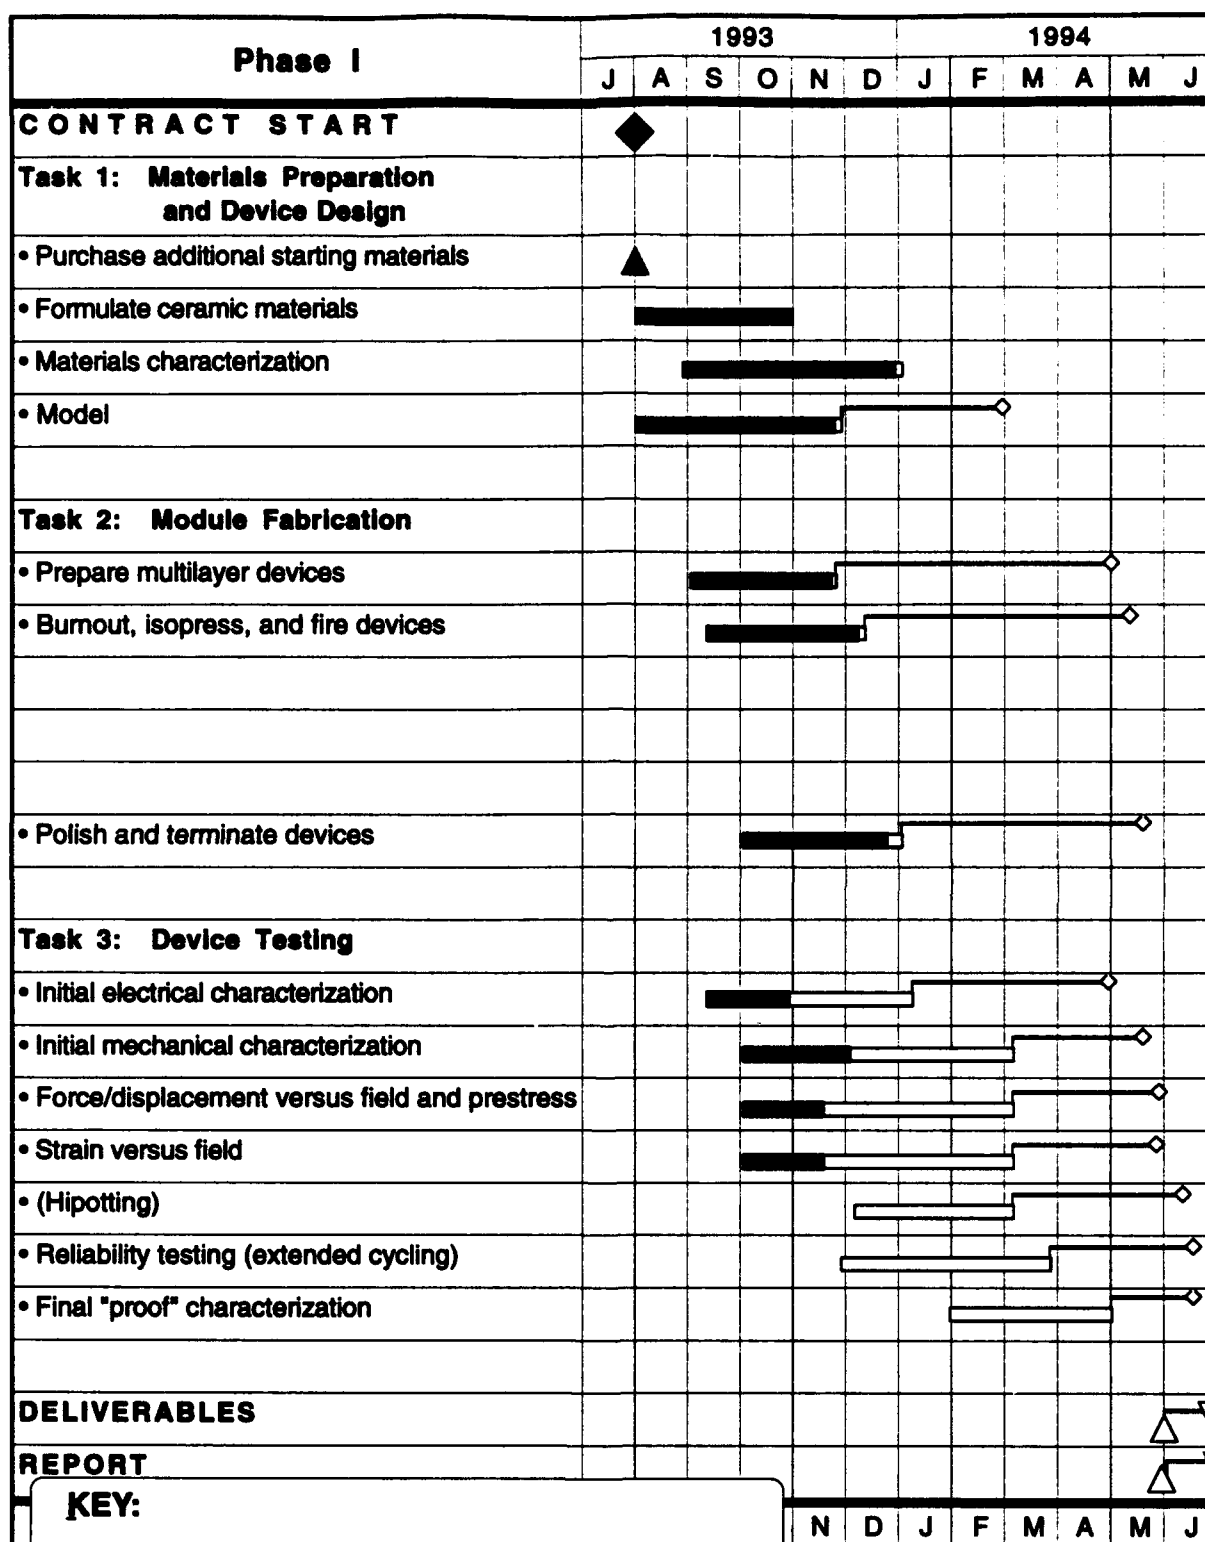 1993 1994
Phase I
J A S O N D J F M A M J
CONTRACT START
Task 1: Materials Preparation
and Device Design
• Purchase additional starting materials
• Formulate ceramic materials
• Materials characterization
• Model
Task 2: Module Fabrication
• Prepare multilayer devices
• Burnout, isopress, and fire devices
• Polish and terminate devices
Task 3: Device Testing
• Initial electrical characterization
• Initial mechanical characterization
• Force/displacement versus field and prestress
• Strain versus field
• (Hipotting)
• Reliability testing (extended cycling)
• Final "proof" characterization
DELIVERABLES
REPORT
KEY:
N D J F M A M J